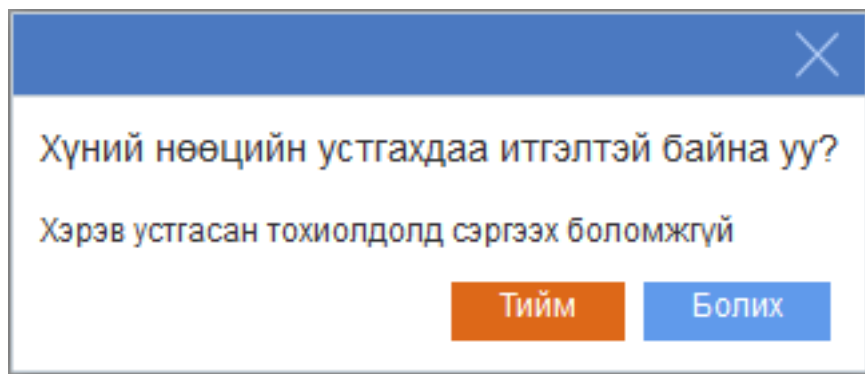 Хүний нөөцийн устгахдаа итгэлтэй байна уу?
Хэрэв устгасан тохиолдолд сэргээх боломжгүй
Тийм Болих